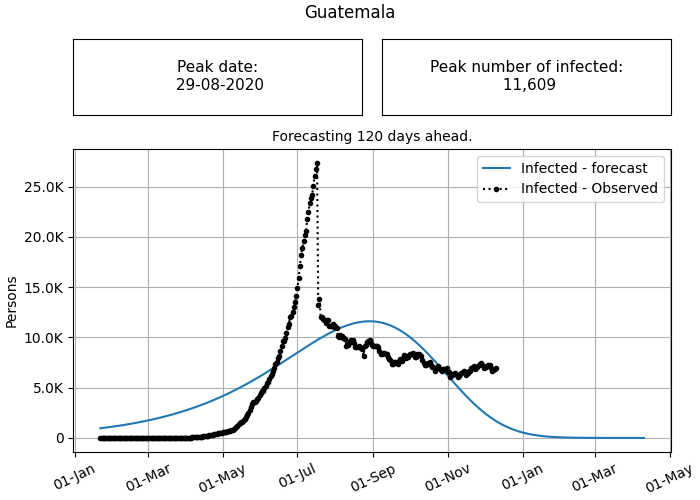 Guatemala
Peak date:
29-08-2020
Peak number of infected:
11,609
Forecasting 120 days ahead.
Infected - forecast
Infected - Observed
Persons
25.0K
20.0K
15.0K
10.0K
5.0K
0
01-Jan
01-Mar
01-May
01-Jul
01-Sep
01-Nov
01-Jan
01-Mar
01-May